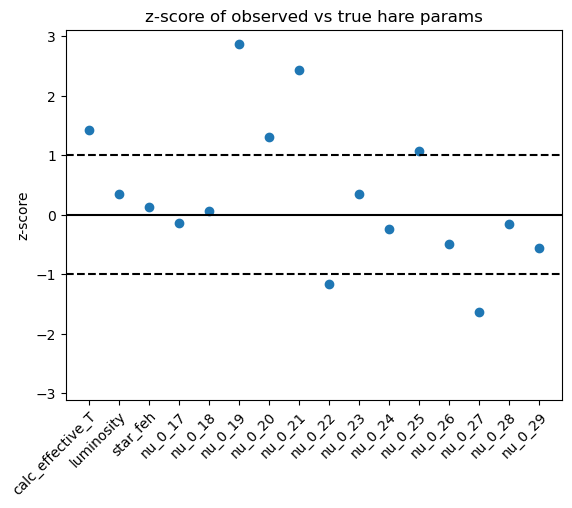 z-score of observed vs true hare params
z-score
3
2
1
0
−1
−2
−3
calc_effective_T
luminosity
star_feh
nu_0_17
nu_0_18
nu_0_19
nu_0_20
nu_0_21
nu_0_22
nu_0_23
nu_0_24
nu_0_25
nu_0_26
nu_0_27
nu_0_28
nu_0_29